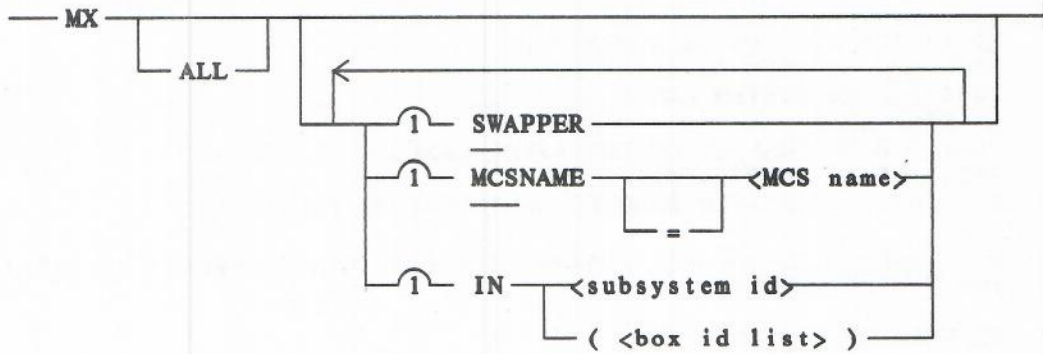 MX
ALL
1 SWAPPER
1 MCSNAME <MCS name>
=
1 IN <subsystem id>
( <box id list> )